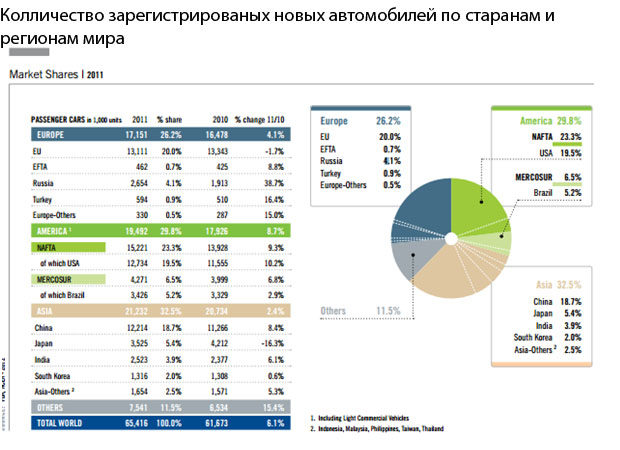 Колличество зарегистрированых новых автомобилей по старанам и
регионам мира
Market Shares | 2011
PASSENGER CARS in 1,000 units 2011 % share 2010 % change 11/10
EUROPE 17,151 26.2% 16,478 4.1%
EU 13,111 20.0% 13,343 -1.7%
EFTA 462 0.7% 425 8.8%
Russia 2,654 4.1% 1,913 38.7%
Turkey 594 0.9% 510 16.4%
Europe-Others 330 0.5% 287 15.0%
AMERICA 1 19,492 29.8% 17,926 8.7%
NAFTA 15,221 23.3% 13,928 9.3%
of which USA 12,734 19.5% 11,555 10.2%
MERCOSUR 4,271 6.5% 3,999 6.8%
of which Brazil 3,426 5.2% 3,329 2.9%
ASIA 21,232 32.5% 20,734 2.4%
China 12,214 18.7% 11,266 8.4%
Japan 3,525 5.4% 4,212 -16.3%
India 2,523 3.9% 2,377 6.1%
South Korea 1,316 2.0% 1,308 0.6%
Asia-Others 2 1,654 2.5% 1,571 5.3%
OTHERS 7,541 11.5% 6,534 15.4%
TOTAL WORLD 65,416 100.0% 61,673 6.1%
Europe 26.2%
EU 20.0%
EFTA 0.7%
Russia 4.1%
Turkey 0.9%
Europe-Others 0.5%
America 29.8%
NAFTA 23.3%
USA 19.5%
MERCOSUR 6.5%
Brazil 5.2%
Others 11.5%
Asia 32.5%
China 18.7%
Japan 5.4%
India 3.9%
South Korea 2.0%
Asia-Others 2 2.5%
1. Including Light Commercial Vehicles
2. Indonesia, Malaysia, Philippines, Taiwan, Thailand